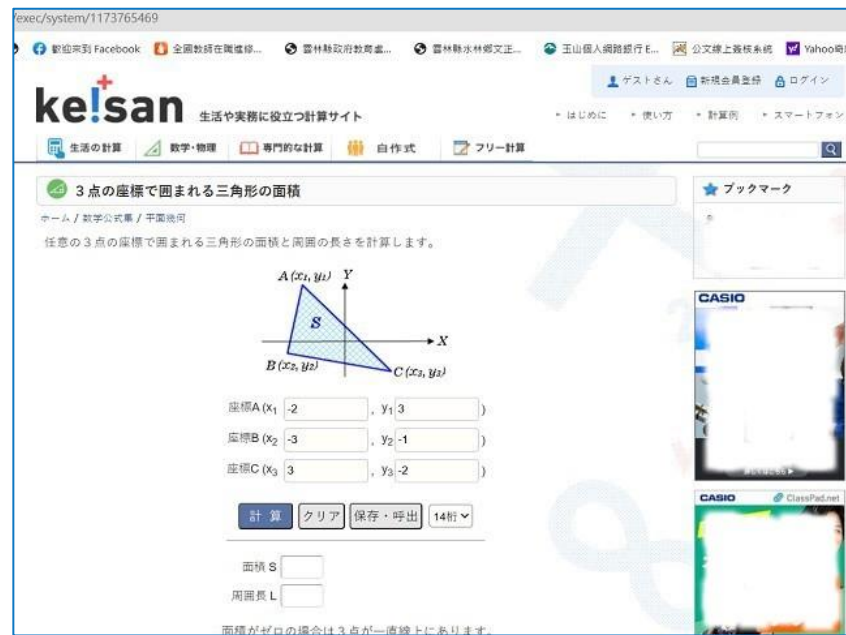 /exec/system/1173765469
歡迎來到 Facebook 全國教師在職進修... 雲林縣政府教育處... 雲林縣水林鄉文正... 玉山個人網路銀行 E... 公文線上簽核系統 Yahoo奇
ゲストさん 新規会員登録 ログイン
ke!san 生活や実務に役立つ計算サイト
はじめに 使い方 計算例 スマートフォン
生活の計算 数学・物理 専門的な計算 自作式 フリー計算
3点の座標で囲まれる三角形の面積
ブックマーク
ホーム / 数学公式集 / 平面幾何
任意の3点の座標で囲まれる三角形の面積と周囲の長さを計算します。
A (x₁, y₁) Y
S
X
B (x₂, y₂)
C (x₃, y₃)
CASIO
座標A (x₁ -2 , y₁ 3 )
座標B (x₂ -3 , y₂ -1 )
座標C (x₃ 3 , y₃ -2 )
計算 クリア 保存・呼出 14桁
CASIO ClassPad.net
面積 S
周囲長 L
面積がゼロの場合は3点が一直線上にあります。